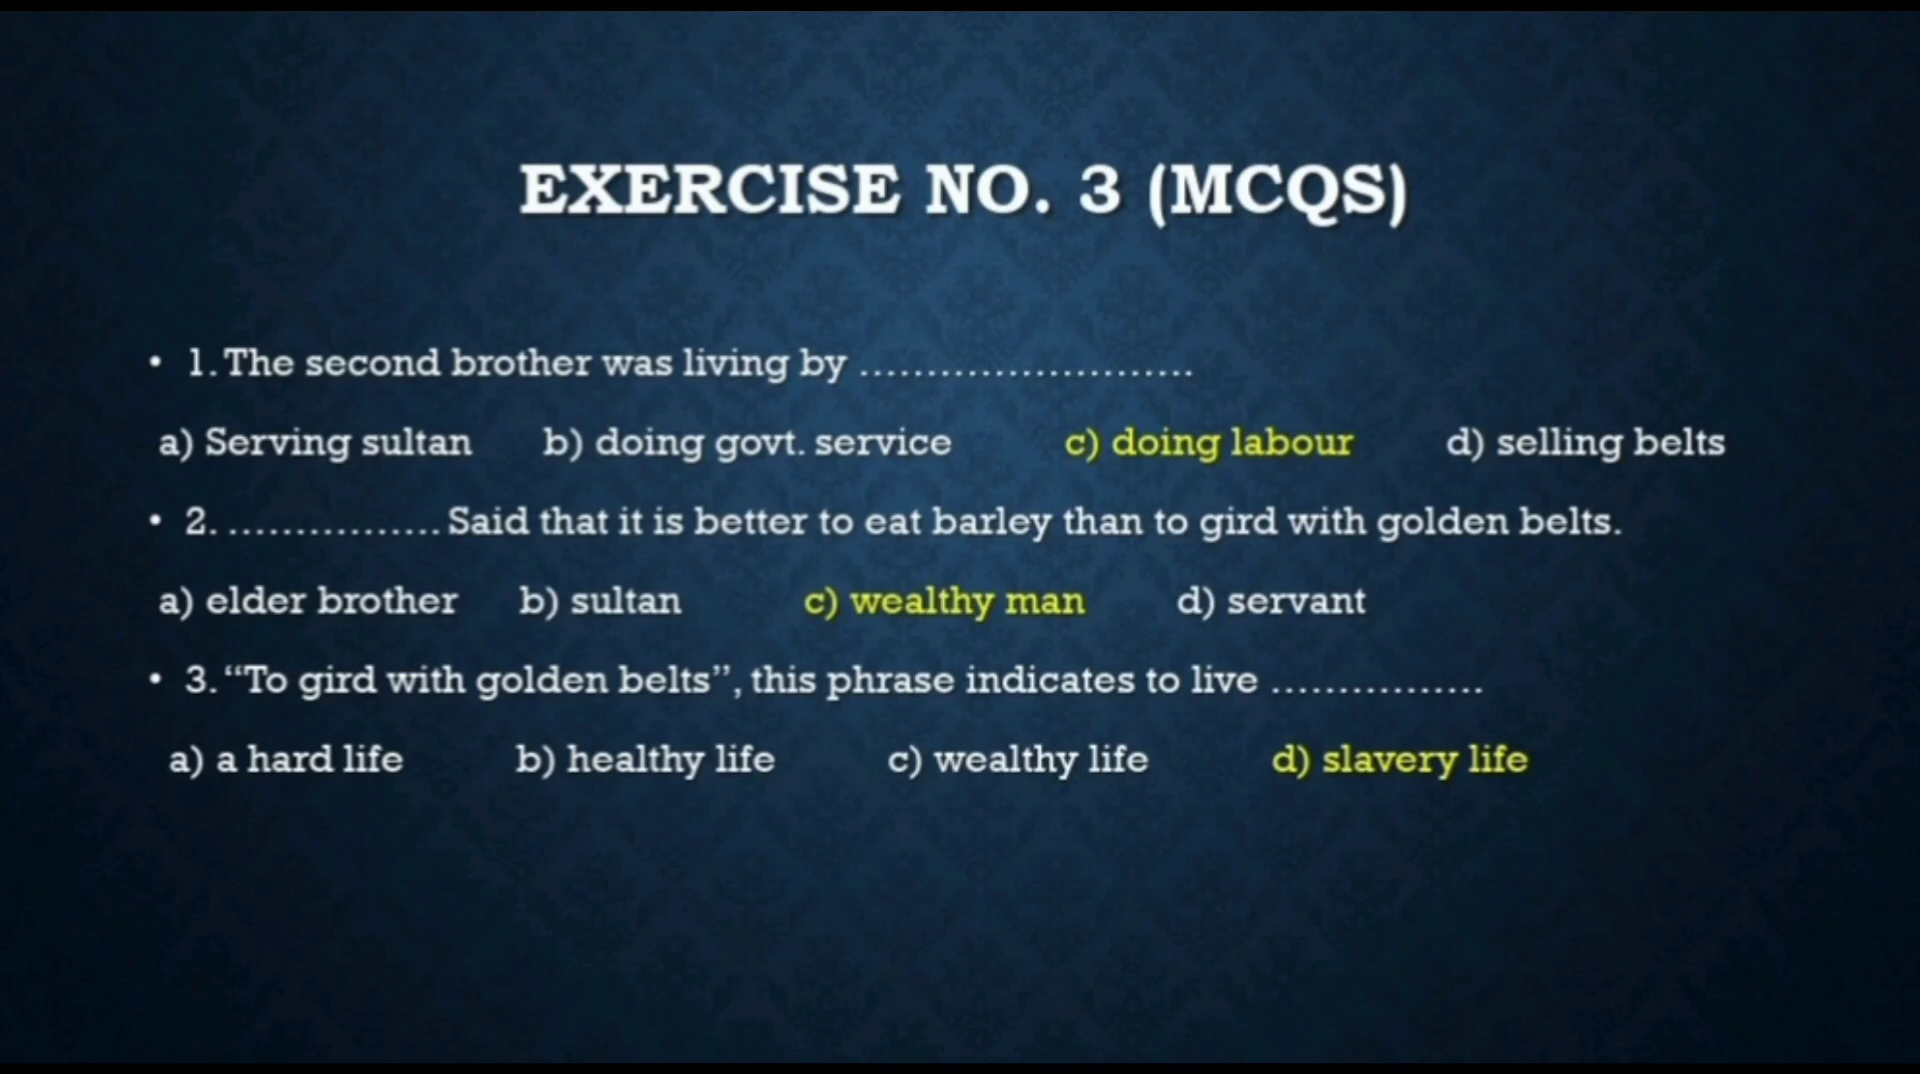 EXERCISE NO. 3 (MCQS)
• 1. The second brother was living by .........................
a) Serving sultan b) doing govt. service c) doing labour d) selling belts
• 2. ................ Said that it is better to eat barley than to gird with golden belts.
a) elder brother b) sultan c) wealthy man d) servant
• 3. “To gird with golden belts”, this phrase indicates to live ................
a) a hard life b) healthy life c) wealthy life d) slavery life